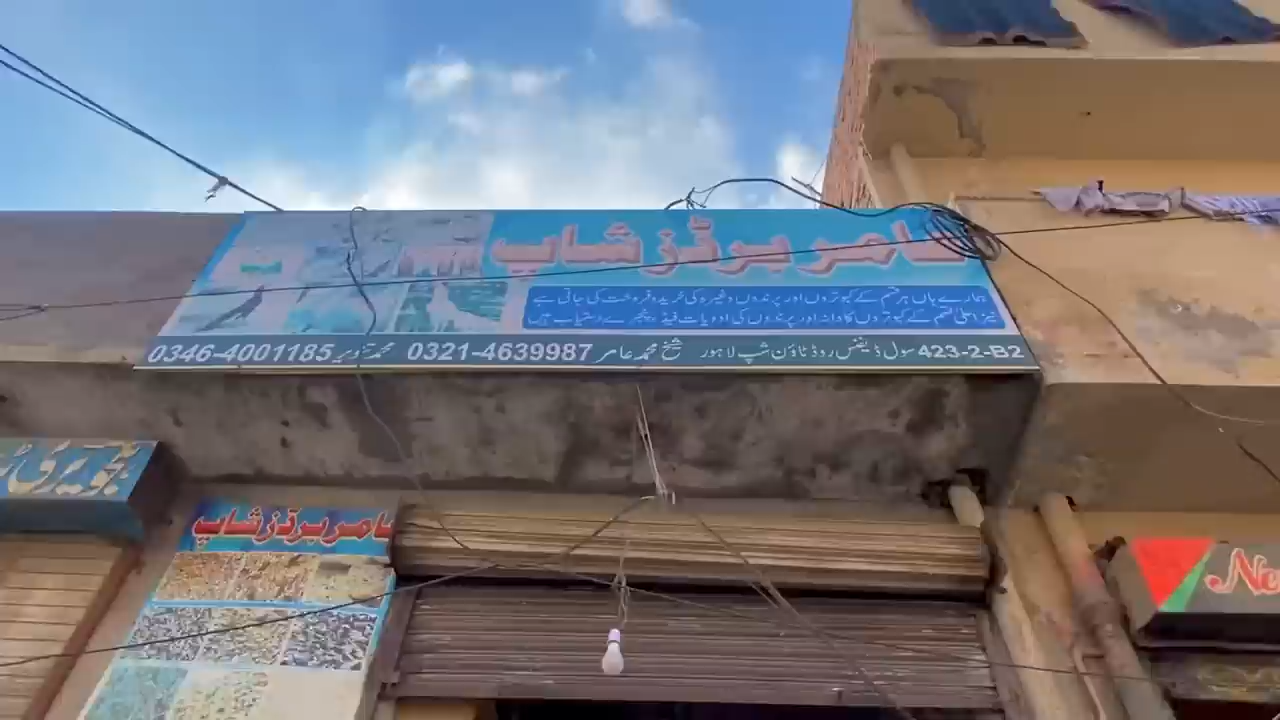 عامر برڈز شاپ
ہمارے ہاں ہر قسم کے کبوتروں اور پرندوں وغیرہ کی خرید و فروخت کی جاتی ہے
نیز اعلیٰ قسم کے کبوتروں کا دانہ اور پرندوں کی ادویات فیڈ، پنجرے دستیاب ہیں
423-2-B2 سول ڈیفنس روڈ ٹاؤن شپ لاہور شیخ محمد عامر 0321-4639987 محمد تنویر 0346-4001185
ہجویری
عامر برڈز شاپ